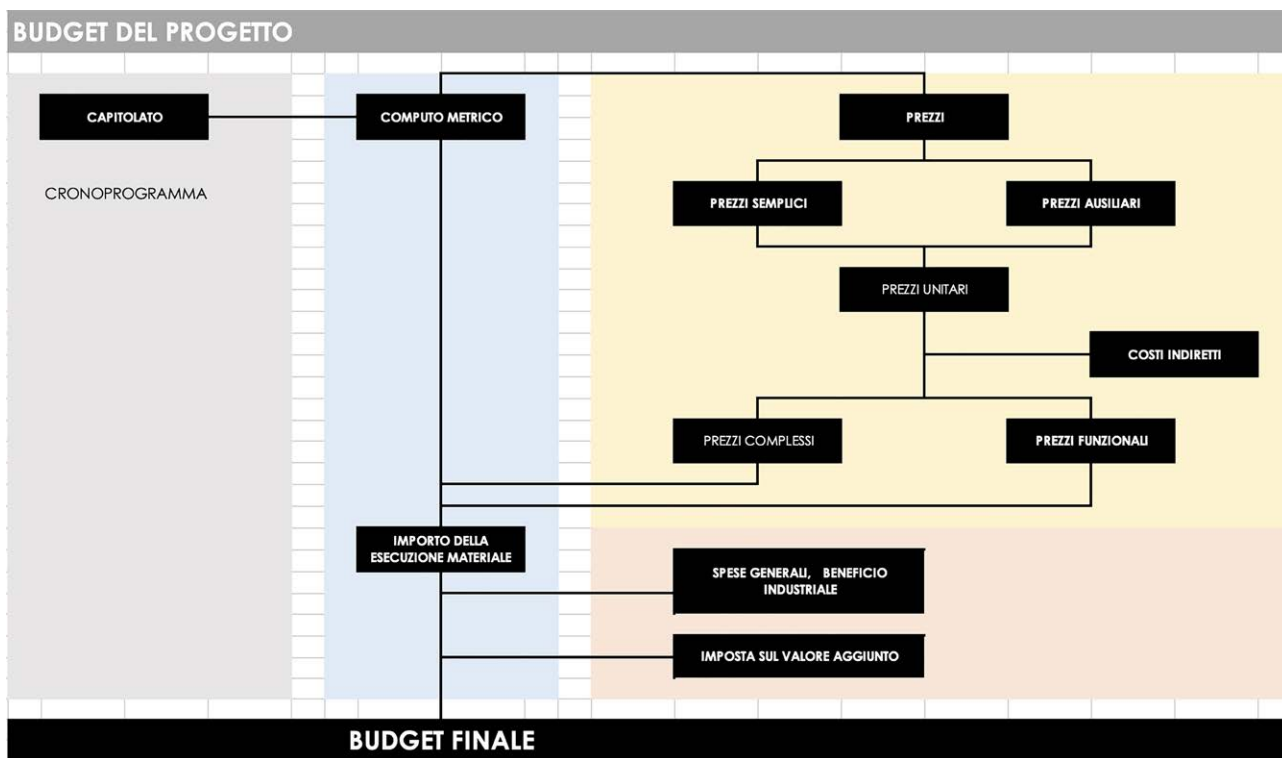 BUDGET DEL PROGETTO
CAPITOLATO
COMPUTO METRICO
PREZZI
CRONOPROGRAMMA
PREZZI SEMPLICI
PREZZI AUSILIARI
PREZZI UNITARI
COSTI INDIRETTI
PREZZI COMPLESSI
PREZZI FUNZIONALI
IMPORTO DELLA
ESECUZIONE MATERIALE
SPESE GENERALI, BENEFICIO
INDUSTRIALE
IMPOSTA SUL VALORE AGGIUNTO
BUDGET FINALE